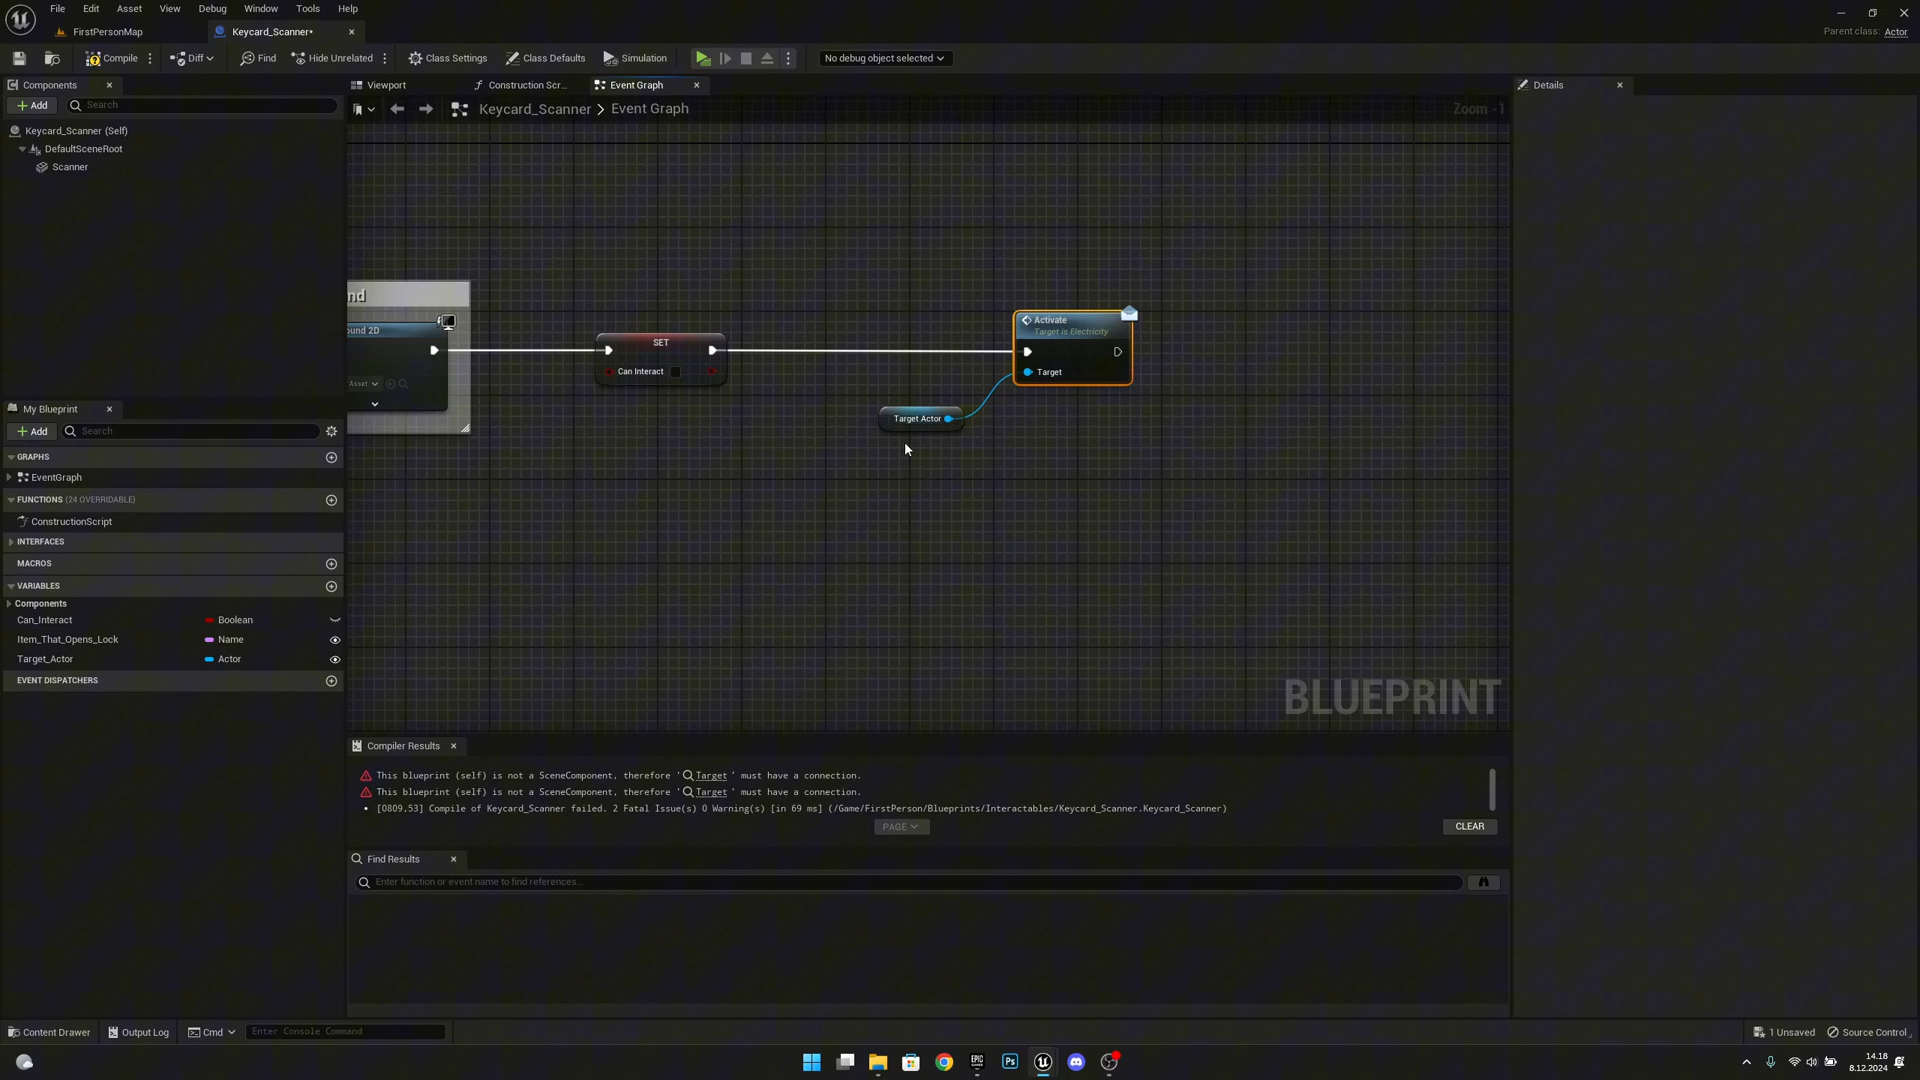 File Edit Asset View Debug Window Tools Help
FirstPersonMap Keycard_Scanner•
Parent class: Actor
Compile Diff Find Hide Unrelated Class Settings Class Defaults Simulation No debug object selected
Components
Add Search
Keycard_Scanner (Self)
DefaultSceneRoot
Scanner
Viewport Construction Scr... Event Graph
Keycard_Scanner > Event Graph
Zoom -1
Details
nd
ound 2D
Asset
SET
Can Interact
Activate
Target is Electricity
Target
Target Actor
BLUEPRINT
My Blueprint
Add Search
GRAPHS
EventGraph
FUNCTIONS (24 OVERRIDABLE)
ConstructionScript
INTERFACES
MACROS
VARIABLES
Components
Can_Interact Boolean
Item_That_Opens_Lock Name
Target_Actor Actor
EVENT DISPATCHERS
Compiler Results
This blueprint (self) is not a SceneComponent, therefore ' Target ' must have a connection.
This blueprint (self) is not a SceneComponent, therefore ' Target ' must have a connection.
• [0809,53] Compile of Keycard_Scanner failed. 2 Fatal Issue(s) 0 Warning(s) [in 69 ms] (/Game/FirstPerson/Blueprints/Interactables/Keycard_Scanner.Keycard_Scanner)
PAGE
CLEAR
Find Results
Enter function or event name to find references...
Content Drawer Output Log Cmd Enter Console Command
1 Unsaved Source Control
EPIC
Ps
14.18
8.12.2024